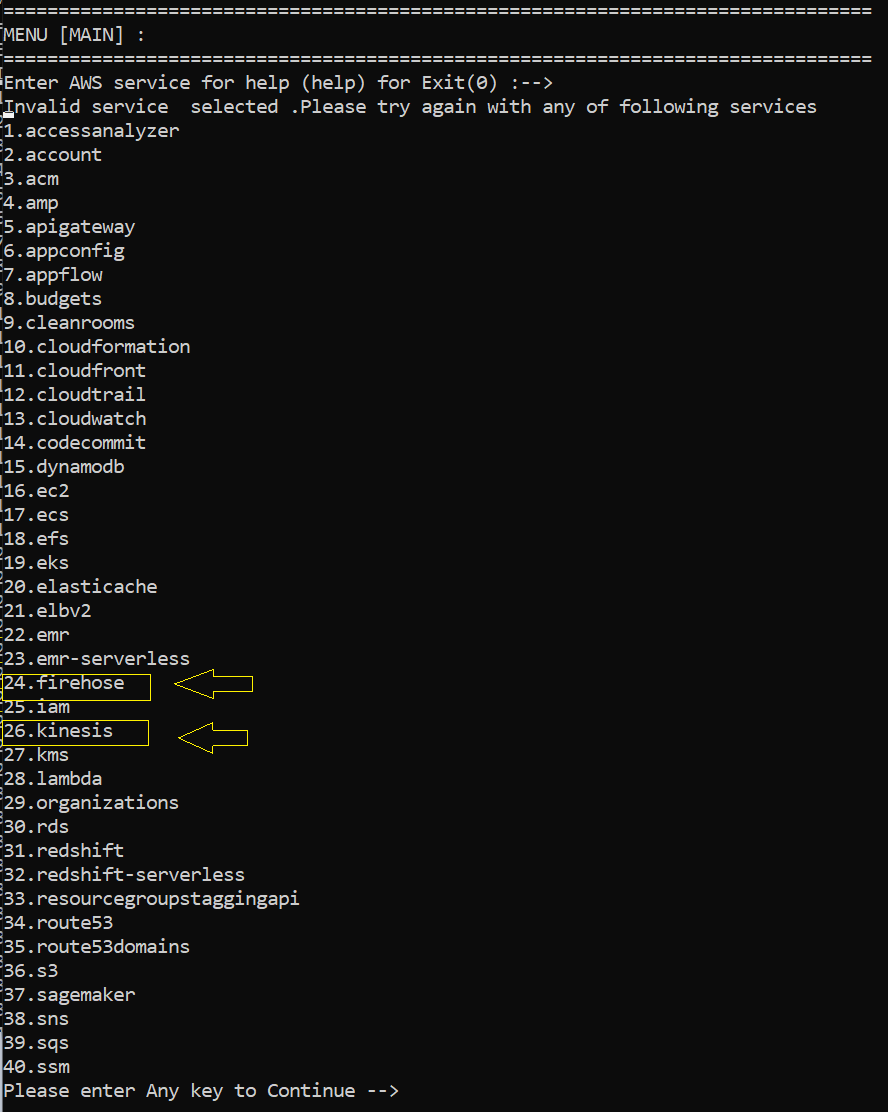 ===============================================================================
MENU [MAIN] :
===============================================================================
Enter AWS service for help (help) for Exit(0) :-->
Invalid service  selected .Please try again with any of following services
1.accessanalyzer
2.account
3.acm
4.amp
5.apigateway
6.appconfig
7.appflow
8.budgets
9.cleanrooms
10.cloudformation
11.cloudfront
12.cloudtrail
13.cloudwatch
14.codecommit
15.dynamodb
16.ec2
17.ecs
18.efs
19.eks
20.elasticache
21.elbv2
22.emr
23.emr-serverless
24.firehose
25.iam
26.kinesis
27.kms
28.lambda
29.organizations
30.rds
31.redshift
32.redshift-serverless
33.resourcegroupstaggingapi
34.route53
35.route53domains
36.s3
37.sagemaker
38.sns
39.sqs
40.ssm
Please enter Any key to Continue -->